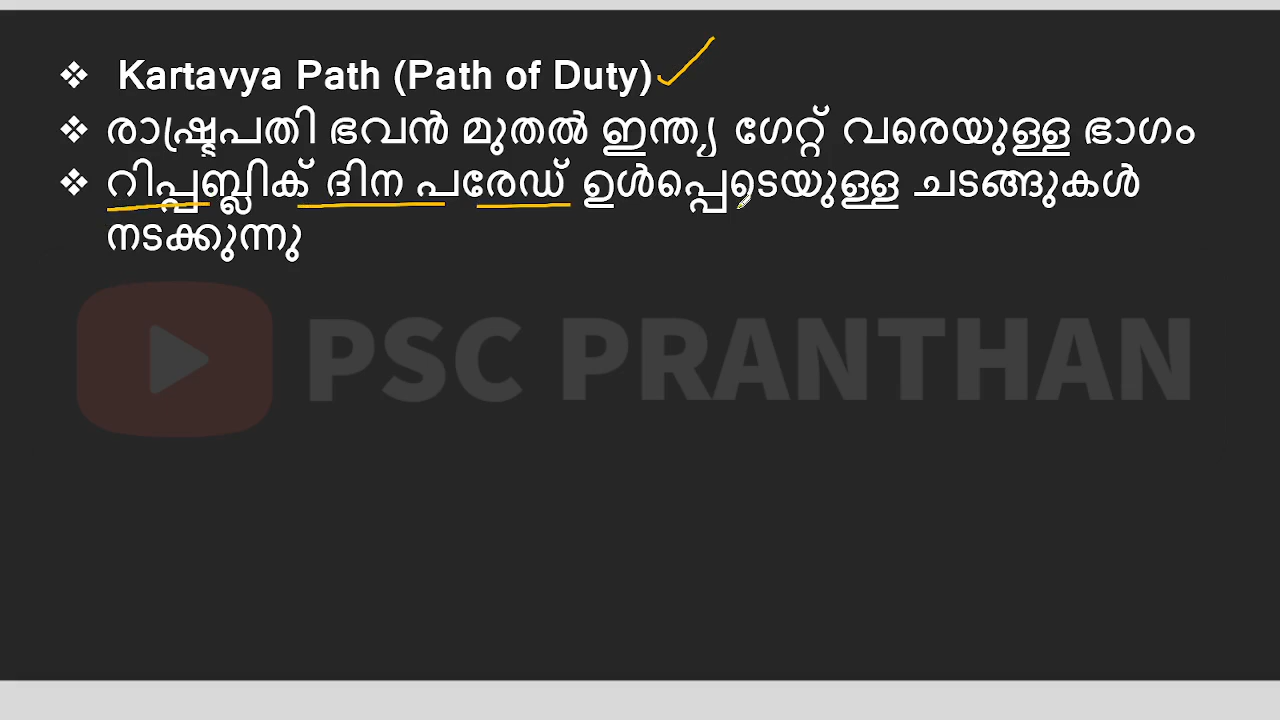 ❖ Kartavya Path (Path of Duty)
❖ രാഷ്ട്രപതി ഭവൻ മുതൽ ഇന്ത്യ ഗേറ്റ് വരെയുള്ള ഭാഗം
❖ റിപ്പബ്ലിക് ദിന പരേഡ് ഉൾപ്പെടെയുള്ള ചടങ്ങുകൾ
നടക്കുന്നു
PSC PRANTHAN